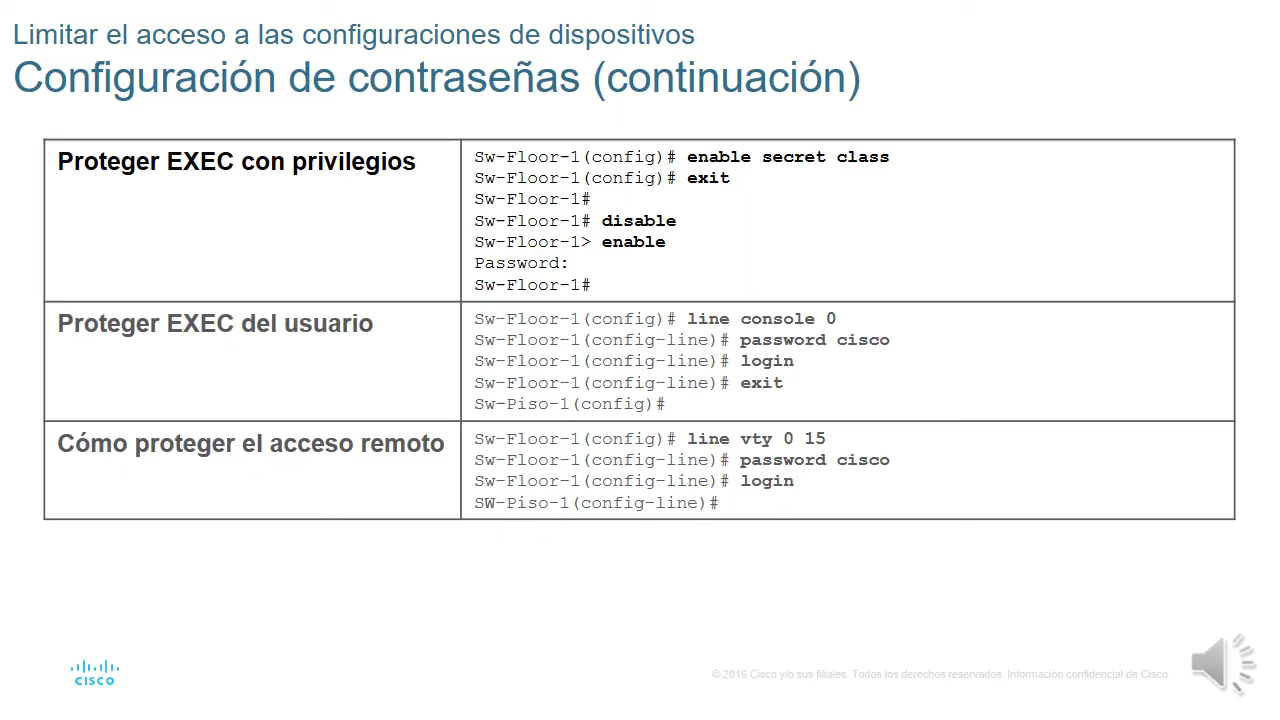 Limitar el acceso a las configuraciones de dispositivos
Configuración de contraseñas (continuación)
Proteger EXEC con privilegios
Sw-Floor-1(config)# enable secret class
Sw-Floor-1(config)# exit
Sw-Floor-1#
Sw-Floor-1# disable
Sw-Floor-1> enable
Password:
Sw-Floor-1#
Proteger EXEC del usuario
Sw-Floor-1(config)# line console 0
Sw-Floor-1(config-line)# password cisco
Sw-Floor-1(config-line)# login
Sw-Floor-1(config-line)# exit
Sw-Piso-1(config)#
Cómo proteger el acceso remoto
Sw-Floor-1(config)# line vty 0 15
Sw-Floor-1(config-line)# password cisco
Sw-Floor-1(config-line)# login
SW-Piso-1(config-line)#
CISCO
© 2016 Cisco y/o sus filiales. Todos los derechos reservados. Información confidencial de Cisco.